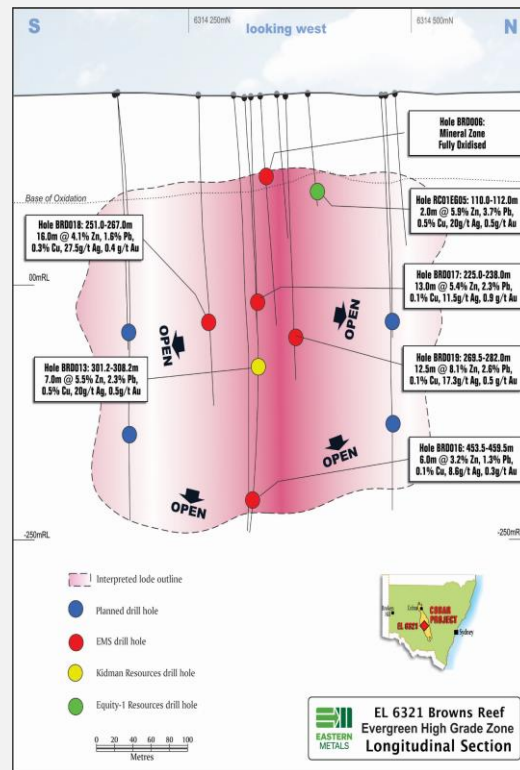 S
6314 250mN
looking west
6314 500mN
N
Hole BRD006:
Mineral Zone
Fully Oxidised
Base of Oxidation
Hole RC01EG05: 110.0-112.0m
2.0m @ 5.9% Zn, 3.7% Pb,
0.5% Cu, 20g/t Ag, 0.5g/t Au
Hole BRD018: 251.0-267.0m
16.0m @ 4.1% Zn, 1.6% Pb,
0.3% Cu, 27.5g/t Ag, 0.4 g/t Au
Hole BRD017: 225.0-238.0m
13.0m @ 5.4% Zn, 2.3% Pb,
0.1% Cu, 11.5g/t Ag, 0.9 g/t Au
00mRL
00mRL
OPEN
OPEN
Hole BRD013: 301.2-308.2m
7.0m @ 5.5% Zn, 2.3% Pb,
0.5% Cu, 20g/t Ag, 0.5g/t Au
Hole BRD019: 269.5-282.0m
12.5m @ 8.1% Zn, 2.6% Pb,
0.1% Cu, 17.3g/t Ag, 0.5 g/t Au
Hole BRD016: 453.5-459.5m
6.0m @ 3.2% Zn, 1.3% Pb,
0.1% Cu, 8.6g/t Ag, 0.3g/t Au
OPEN
OPEN
-250mRL
-250mRL
Interpreted lode outline
Planned drill hole
EMS drill hole
Kidman Resources drill hole
Equity-1 Resources drill hole
0 20 40 60 80 100
Metres
COBAR
PROJECT
EL 6321
Sydney
EASTERN
METALS
EL 6321 Browns Reef
Evergreen High Grade Zone
Longitudinal Section